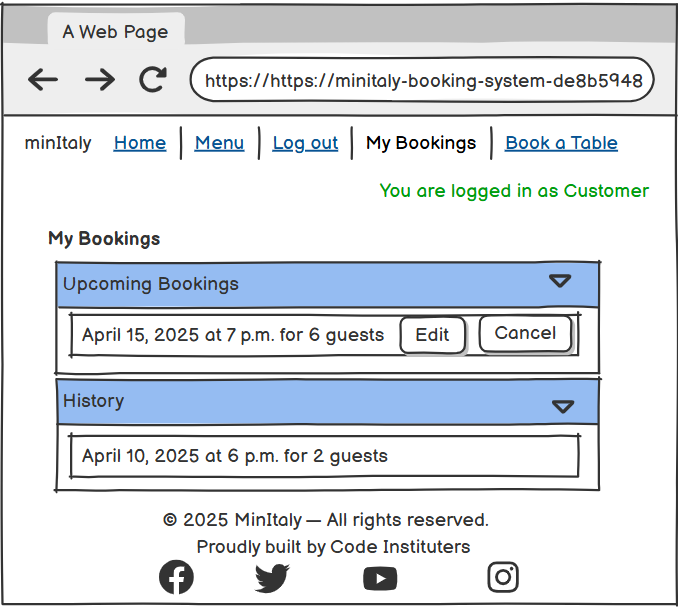 A Web Page
https://https://minitaly-booking-system-de8b5948
minItaly Home Menu Log out My Bookings Book a Table
You are logged in as Customer
My Bookings
Upcoming Bookings
April 15, 2025 at 7 p.m. for 6 guests Edit Cancel
History
April 10, 2025 at 6 p.m. for 2 guests
© 2025 MinItaly — All rights reserved.
Proudly built by Code Instituters